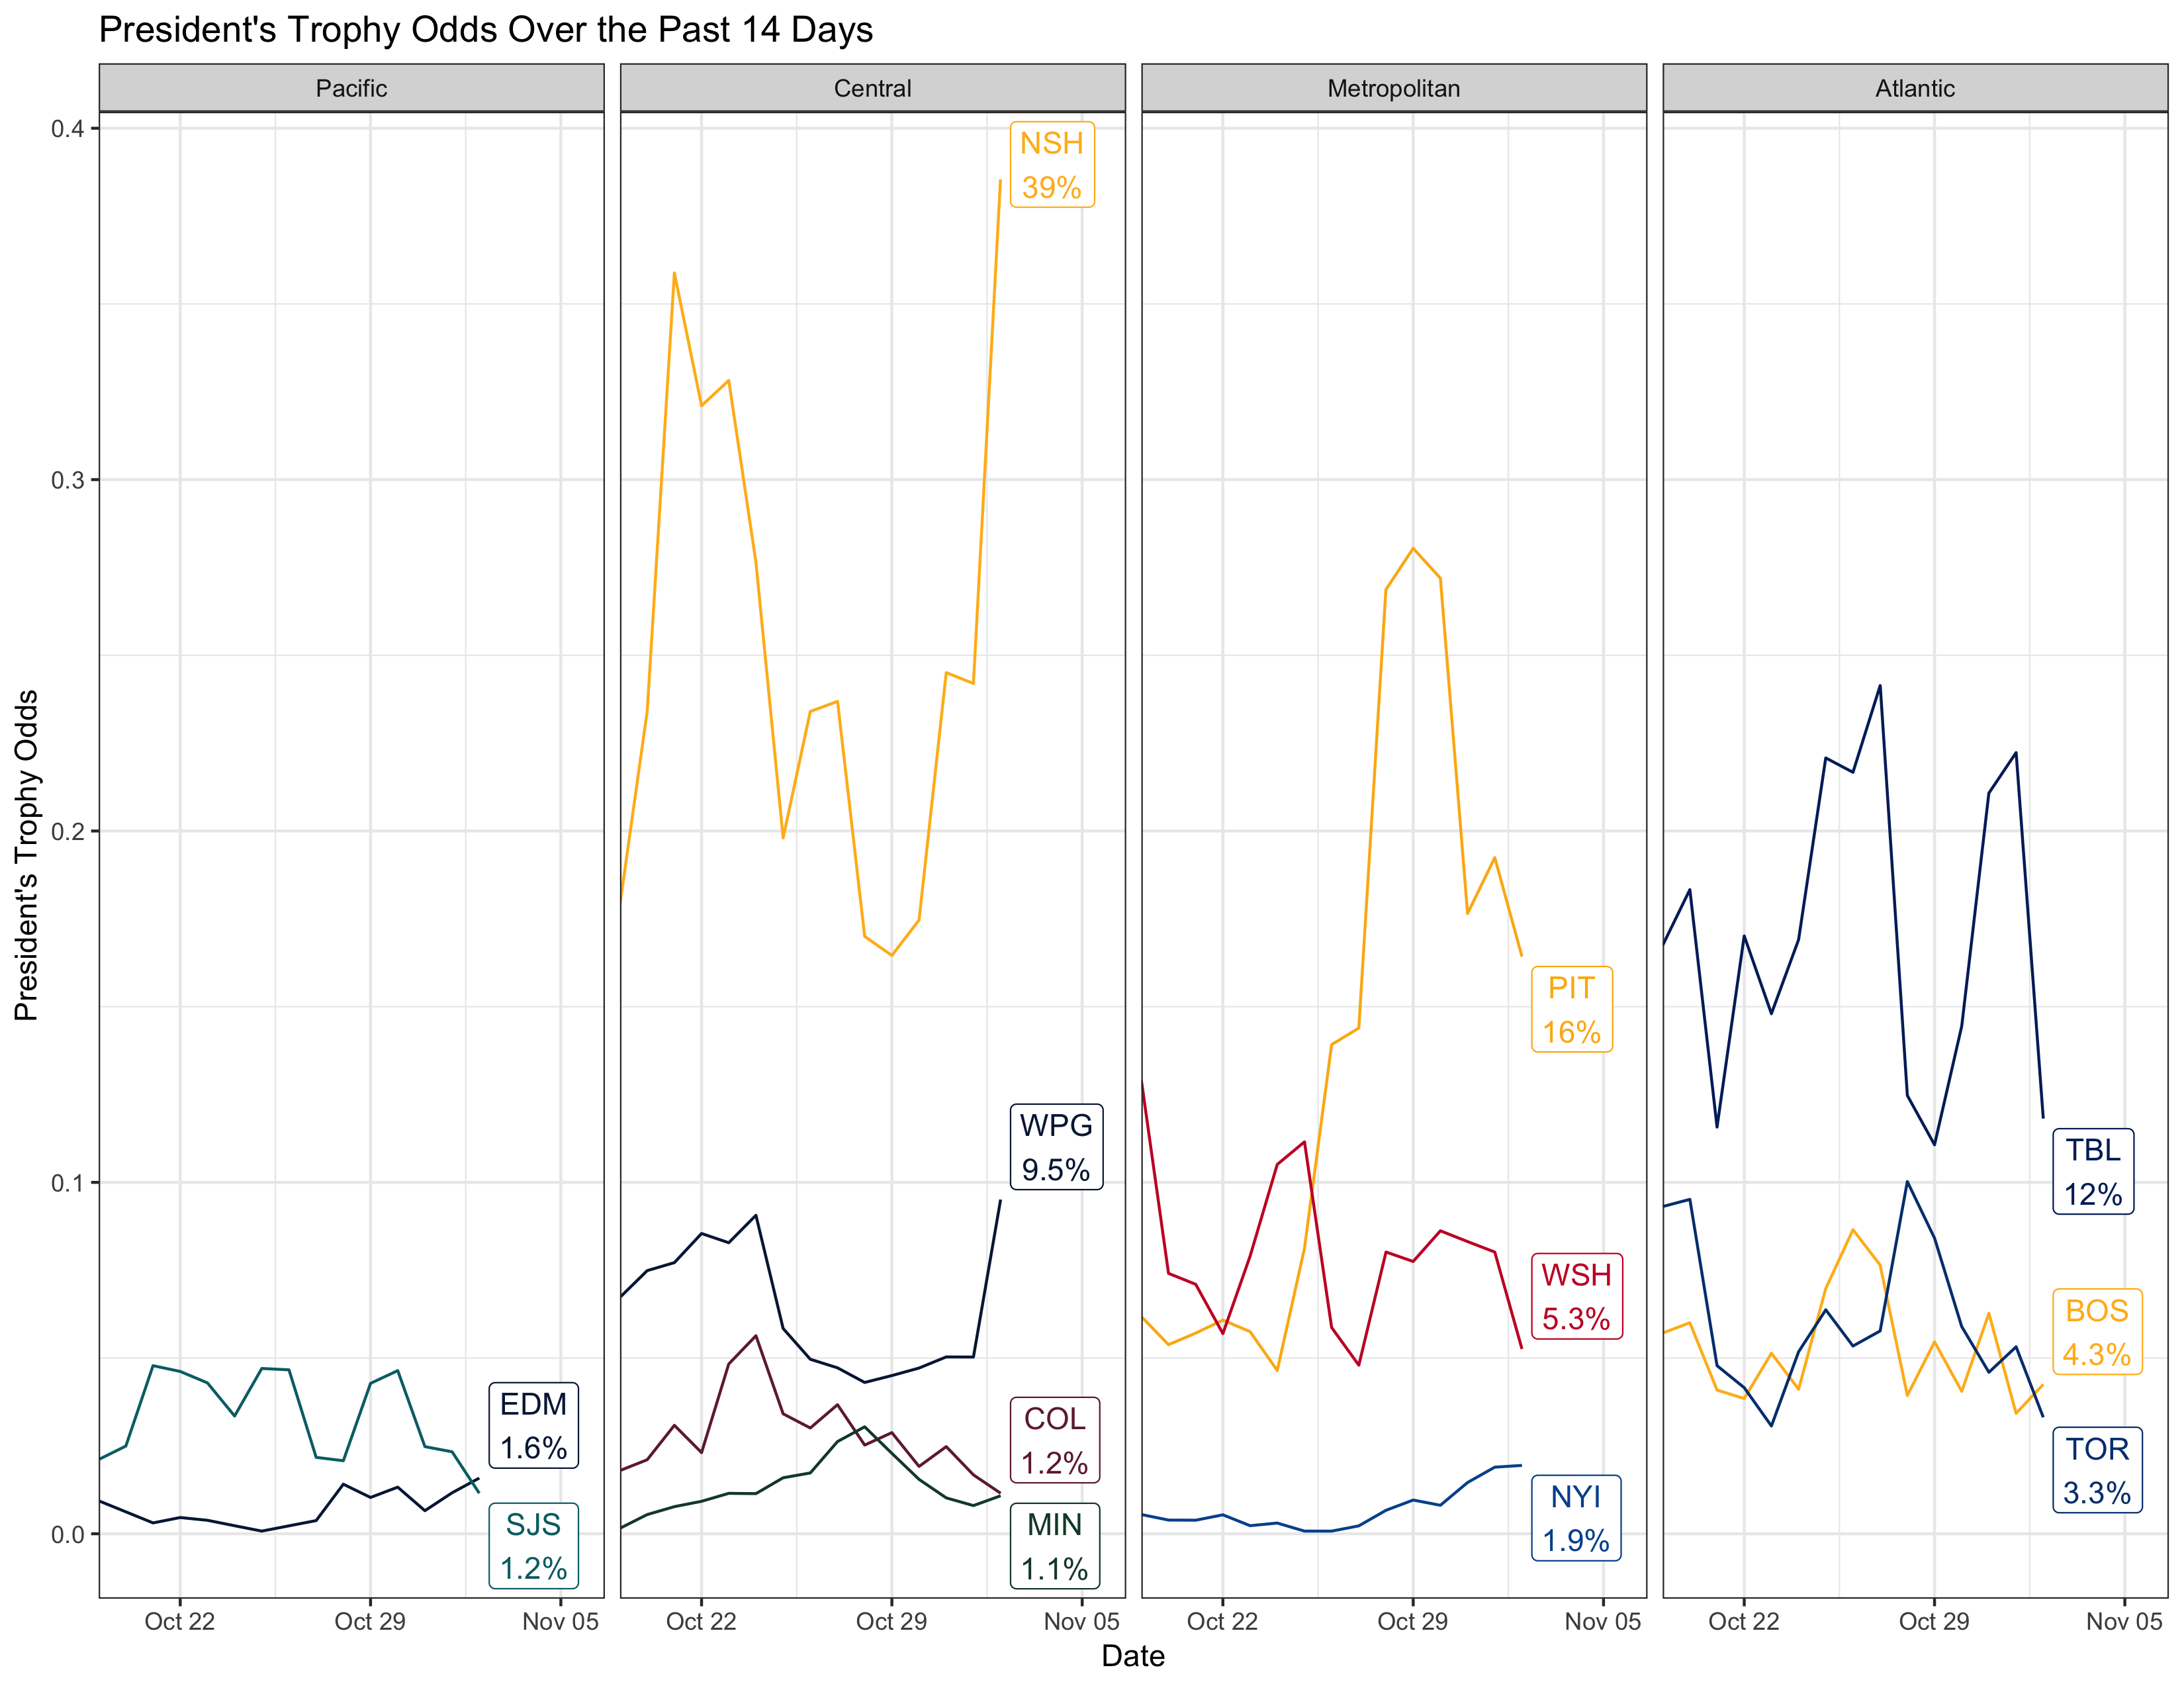 President's Trophy Odds Over the Past 14 Days
Pacific
Central
Metropolitan
Atlantic
President's Trophy Odds
0.4
0.3
0.2
0.1
0.0
EDM
1.6%
SJS
1.2%
NSH
39%
WPG
9.5%
COL
1.2%
MIN
1.1%
PIT
16%
WSH
5.3%
NYI
1.9%
TBL
12%
BOS
4.3%
TOR
3.3%
Oct 22
Oct 29
Nov 05
Oct 22
Oct 29
Nov 05
Oct 22
Oct 29
Nov 05
Oct 22
Oct 29
Nov 05
Date